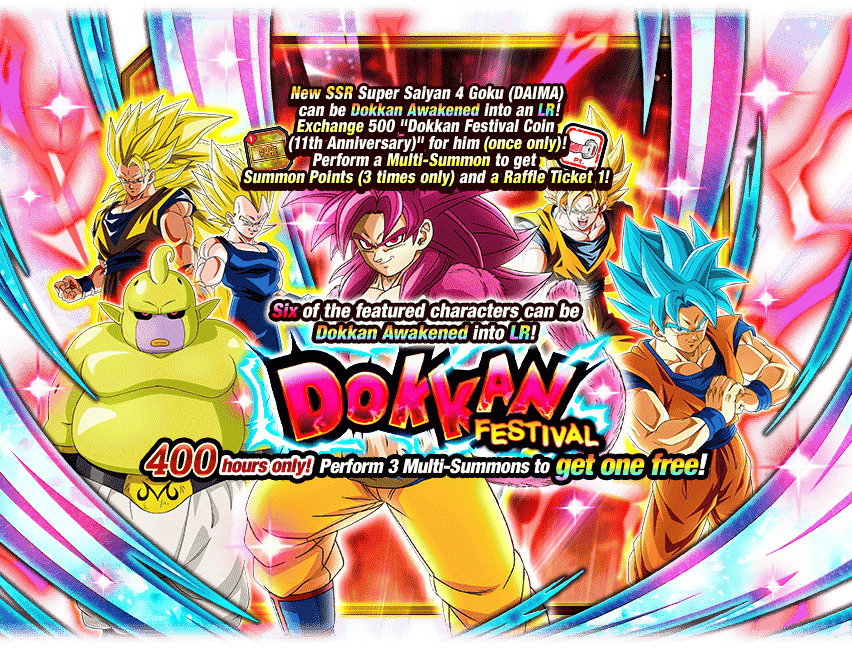 New SSR Super Saiyan 4 Goku (DAIMA)
can be Dokkan Awakened into an LR!
Exchange 500 "Dokkan Festival Coin
(11th Anniversary)" for him (once only)!
Perform a Multi-Summon to get
Summon Points (3 times only) and a Raffle Ticket 1!
Six of the featured characters can be
Dokkan Awakened into LR!
DOKKAN
FESTIVAL
400 hours only! Perform 3 Multi-Summons to get one free!